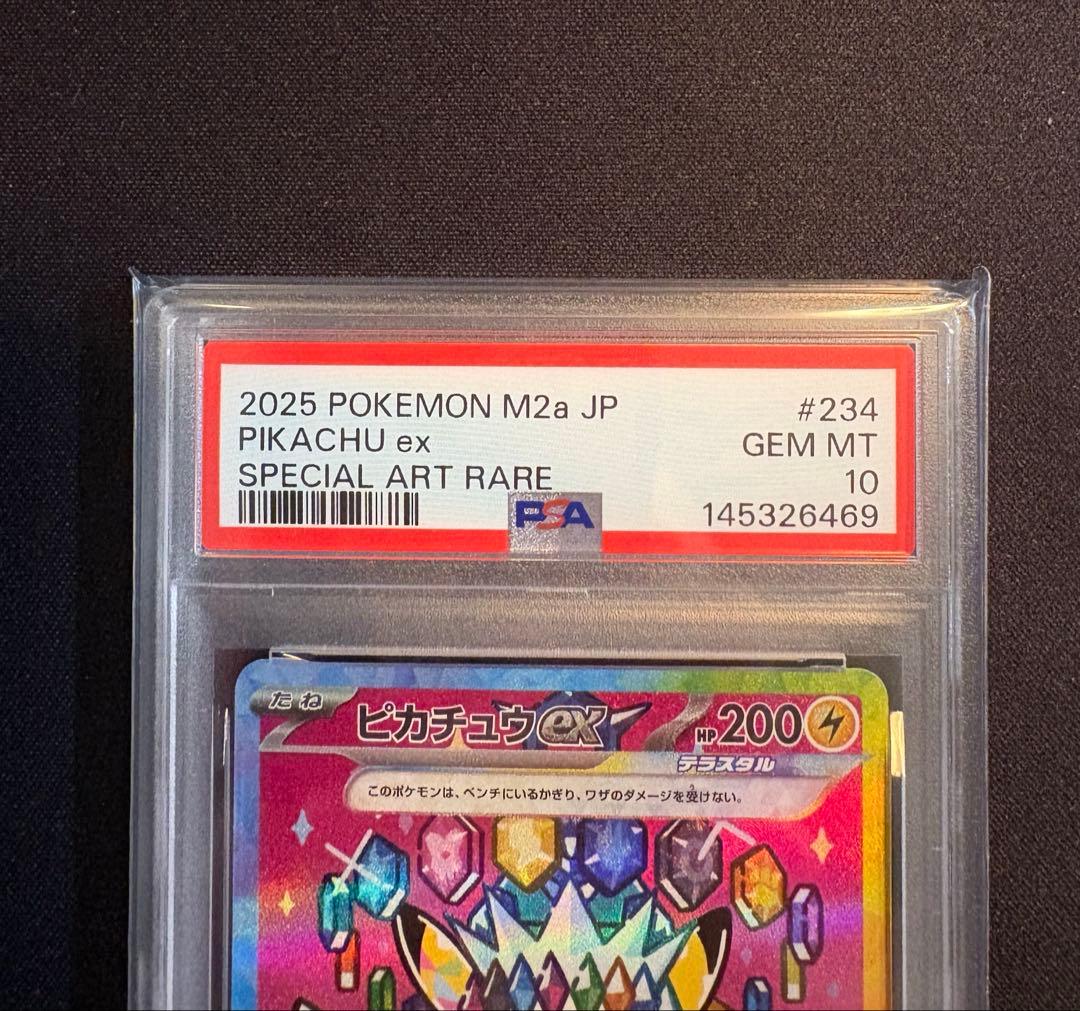 2025 POKEMON M2a JP #234
PIKACHU ex GEM MT
SPECIAL ART RARE 10
PSA 145326469
たね ピカチュウex HP200
テラスタル
このポケモンは、ベンチにいるかぎり、ワザのダメージを受けない。